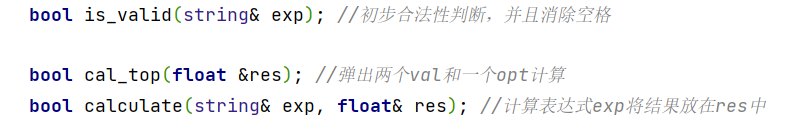 bool is_valid(string& exp); //初步合法性判断，并且消除空格
bool cal_top(float &res); //弹出两个val和一个opt计算
bool calculate(string& exp, float& res); //计算表达式exp将结果放在res中